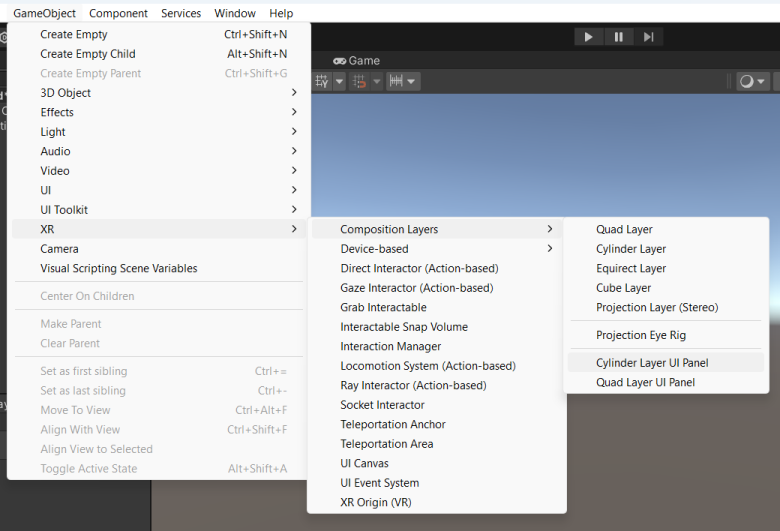 GameObject Component Services Window Help
Create Empty Ctrl+Shift+N
Create Empty Child Alt+Shift+N
Create Empty Parent Ctrl+Shift+G
3D Object
Effects
Light
Audio
Video
UI
UI Toolkit
XR
Camera
Visual Scripting Scene Variables
Center On Children
Make Parent
Clear Parent
Set as first sibling Ctrl+=
Set as last sibling Ctrl+-
Move To View Ctrl+Alt+F
Align With View Ctrl+Shift+F
Align View to Selected
Toggle Active State Alt+Shift+A
Game
Composition Layers
Device-based
Direct Interactor (Action-based)
Gaze Interactor (Action-based)
Grab Interactable
Interactable Snap Volume
Interaction Manager
Locomotion System (Action-based)
Ray Interactor (Action-based)
Socket Interactor
Teleportation Anchor
Teleportation Area
UI Canvas
UI Event System
XR Origin (VR)
Quad Layer
Cylinder Layer
Equirect Layer
Cube Layer
Projection Layer (Stereo)
Projection Eye Rig
Cylinder Layer UI Panel
Quad Layer UI Panel